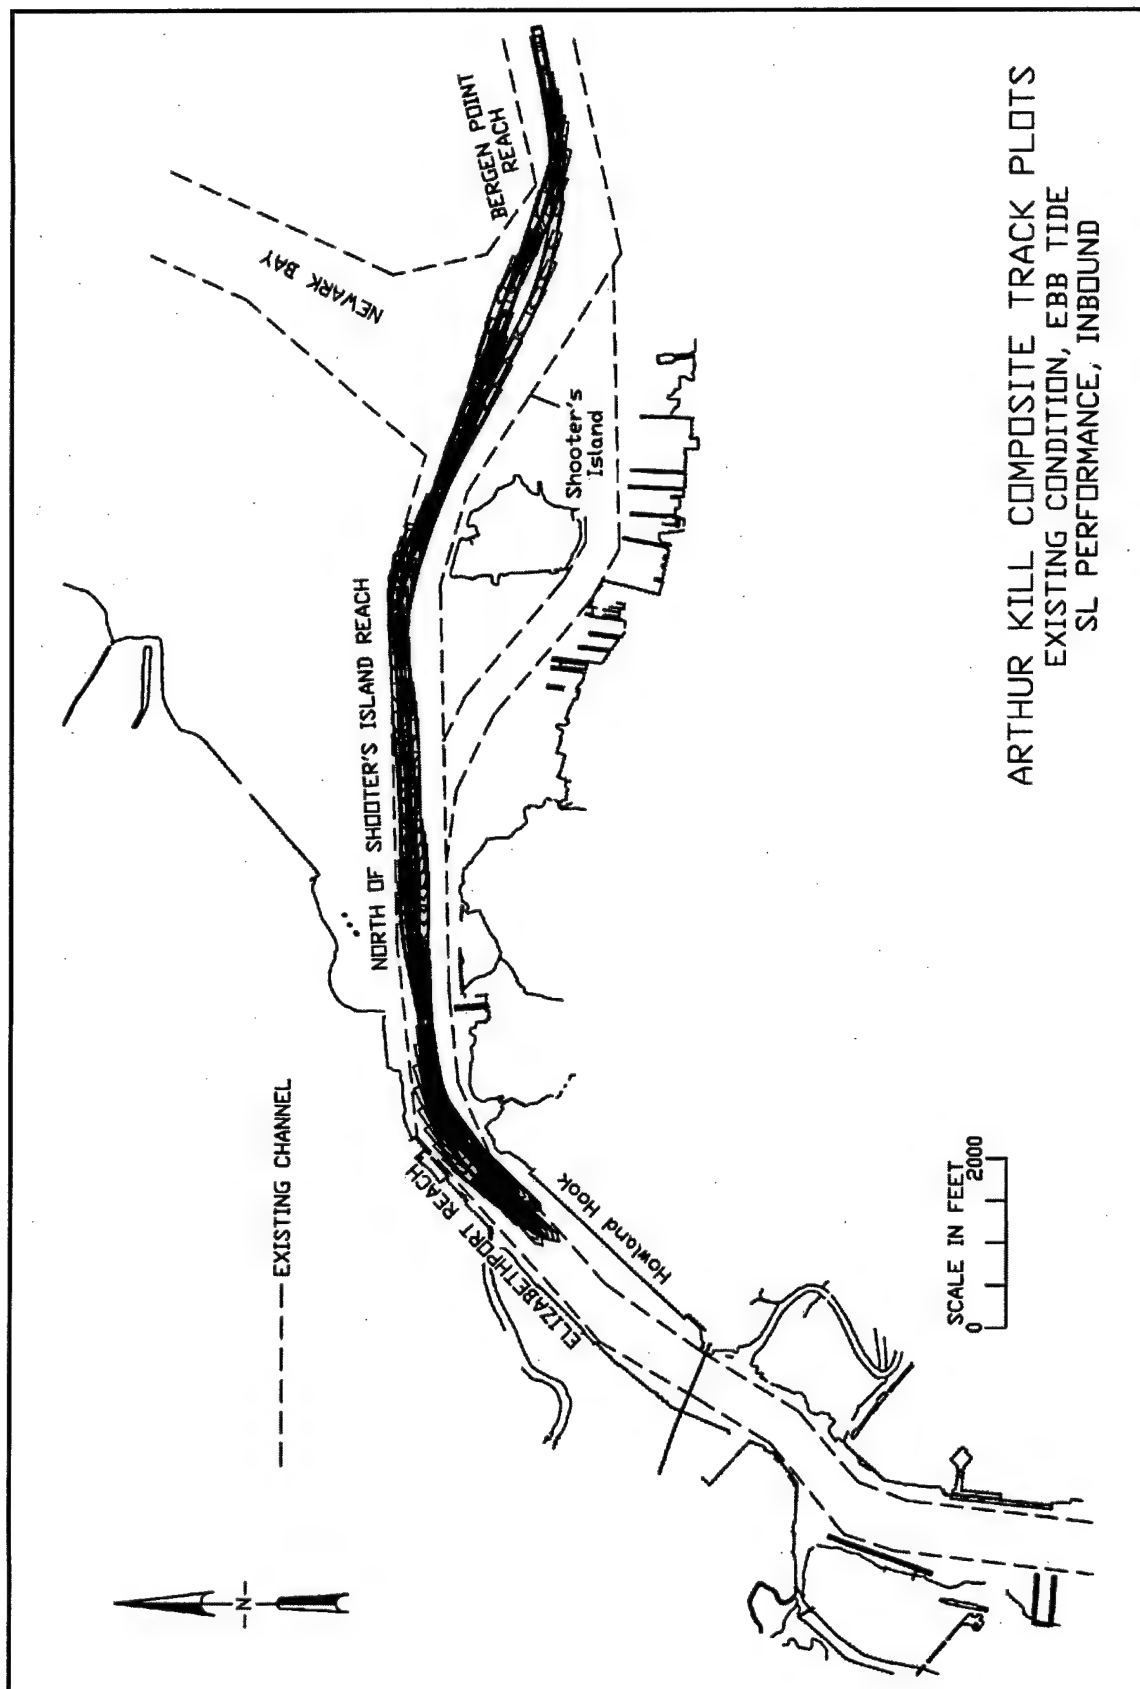 BERGEN POINT
REACH
NEWARK BAY
Shooter's
Island
NORTH OF SHOOTER'S ISLAND REACH
EXISTING CHANNEL
ELIZABETHPORT REACH
Howland Hook
SCALE IN FEET
0 2000
-N-
ARTHUR KILL COMPOSITE TRACK PLOTS
EXISTING CONDITION, EBB TIDE
SL PERFORMANCE, INBOUND